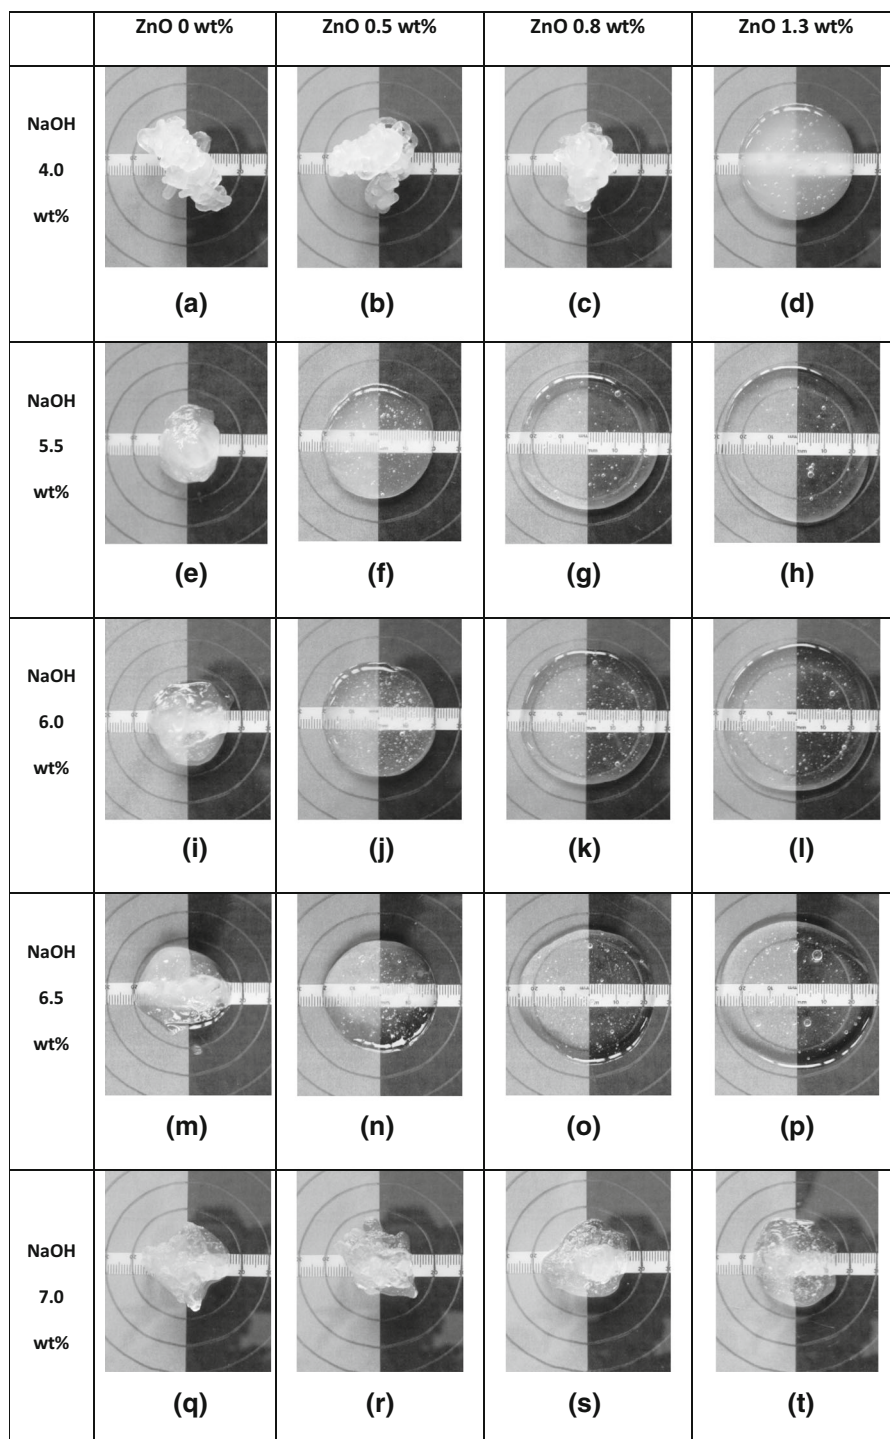 ZnO 0 wt% ZnO 0.5 wt% ZnO 0.8 wt% ZnO 1.3 wt%
NaOH
4.0
wt%
(a) (b) (c) (d)
NaOH
5.5
wt%
(e) (f) (g) (h)
NaOH
6.0
wt%
(i) (j) (k) (l)
NaOH
6.5
wt%
(m) (n) (o) (p)
NaOH
7.0
wt%
(q) (r) (s) (t)